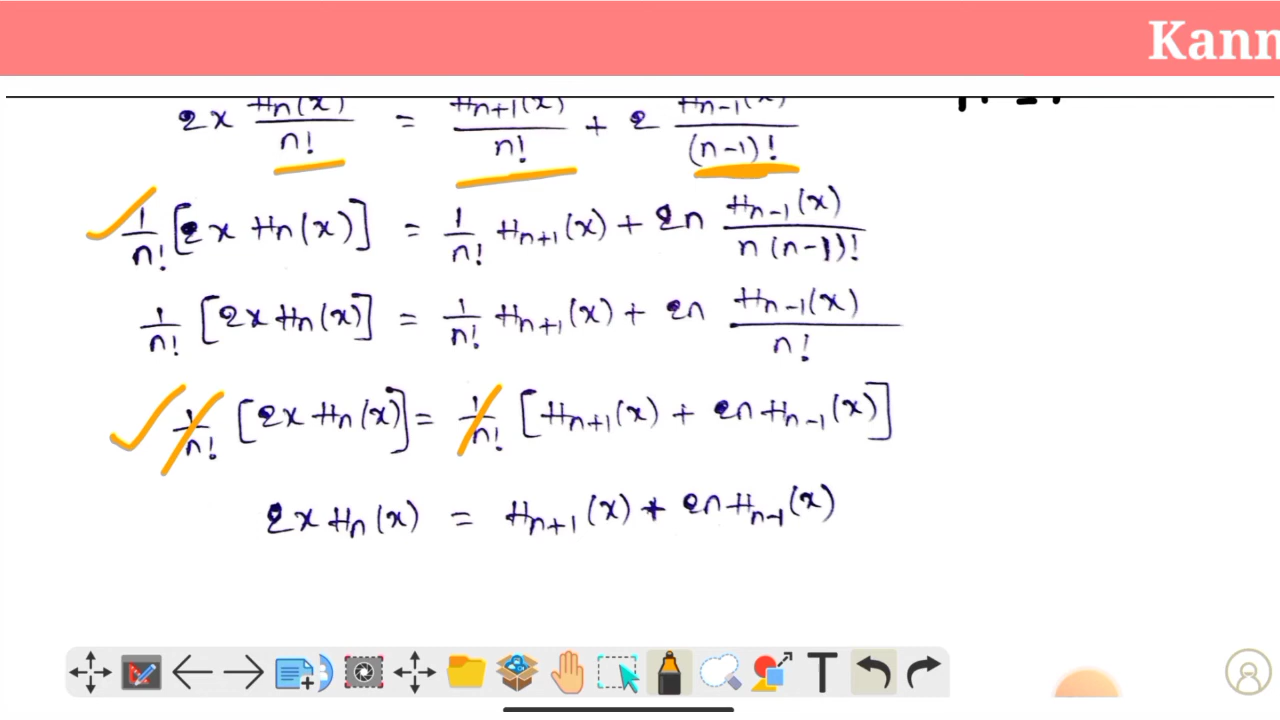 Kann
2x Hn(x)/n! = Hn+1(x)/n! + 2 Hn-1(x)/(n-1)!
1/n! [2x Hn(x)] = 1/n! Hn+1(x) + 2n Hn-1(x)/n(n-1)!
1/n! [2x Hn(x)] = 1/n! Hn+1(x) + 2n Hn-1(x)/n!
1/n! [2x Hn(x)] = 1/n! [Hn+1(x) + 2n Hn-1(x)]
2x Hn(x) = Hn+1(x) + 2n Hn-1(x)
T